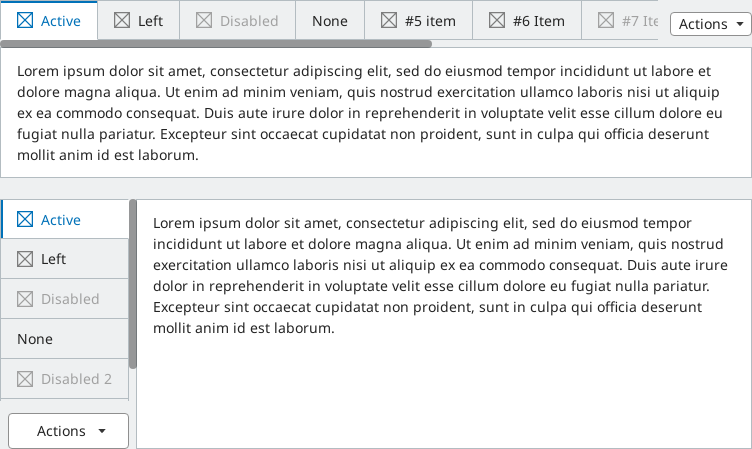 Active Left Disabled None #5 item #6 Item #7 Actions
Lorem ipsum dolor sit amet, consectetur adipiscing elit, sed do eiusmod tempor incididunt ut labore et
dolore magna aliqua. Ut enim ad minim veniam, quis nostrud exercitation ullamco laboris nisi ut aliquip
ex ea commodo consequat. Duis aute irure dolor in reprehenderit in voluptate velit esse cillum dolore eu
fugiat nulla pariatur. Excepteur sint occaecat cupidatat non proident, sunt in culpa qui officia deserunt
mollit anim id est laborum.
Active
Left
Disabled
None
Disabled 2
Actions
Lorem ipsum dolor sit amet, consectetur adipiscing elit, sed do eiusmod tempor
incididunt ut labore et dolore magna aliqua. Ut enim ad minim veniam, quis nostrud
exercitation ullamco laboris nisi ut aliquip ex ea commodo consequat. Duis aute irure
dolor in reprehenderit in voluptate velit esse cillum dolore eu fugiat nulla pariatur.
Excepteur sint occaecat cupidatat non proident, sunt in culpa qui officia deserunt
mollit anim id est laborum.